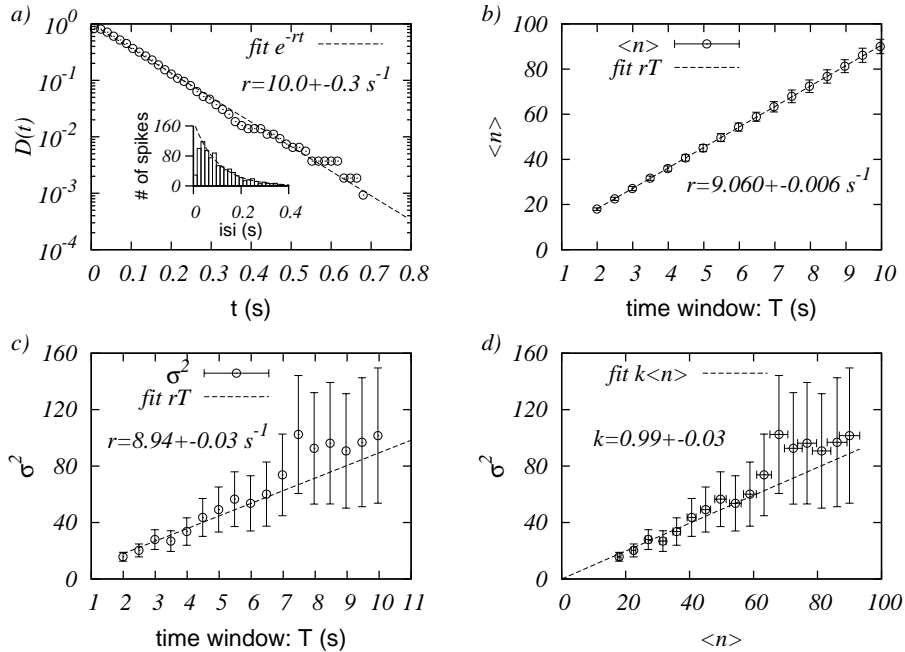 a)
10^0
10^-1
10^-2
10^-3
10^-4
D(t)
fit e^-rt
r=10.0+-0.3 s^-1
160
80
0
# of spikes
0 0.2 0.4
isi (s)
0 0.1 0.2 0.3 0.4 0.5 0.6 0.7 0.8
t (s)
b)
100
80
60
40
20
0
<n>
<n>
fit rT
r=9.060+-0.006 s^-1
1 2 3 4 5 6 7 8 9 10
time window: T (s)
c)
160
120
80
40
0
σ^2
σ^2
fit rT
r=8.94+-0.03 s^-1
1 2 3 4 5 6 7 8 9 10 11
time window: T (s)
d)
160
120
80
40
0
σ^2
fit k<n>
k=0.99+-0.03
0 20 40 60 80 100
<n>